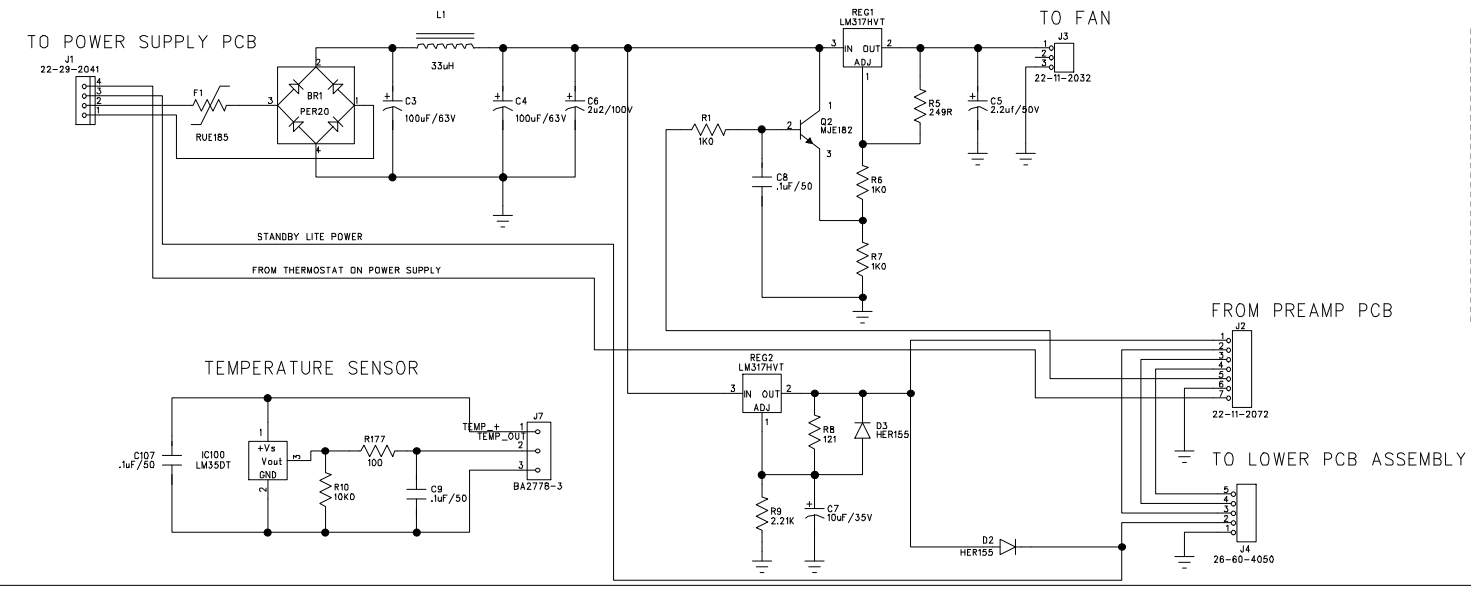 TO POWER SUPPLY PCB
J1
22-29-2041
4
3
2
1
F1
RUE185
BR1
PER20
2
3
1
4
L1
33uH
+
C3
100uF/63V
+
C4
100uF/63V
+
C6
2u2/100V
REG1
LM317HVT
3
IN OUT
2
ADJ
1
TO FAN
J3
1
2
3
22-11-2032
R5
249R
+
C5
2.2uf/50V
R1
1K0
2
1
Q2
MJE182
3
C8
.1uF/50
R6
1K0
R7
1K0
STANDBY LITE POWER
FROM THERMOSTAT ON POWER SUPPLY
FROM PREAMP PCB
J2
1
2
3
4
5
6
7
22-11-2072
TEMPERATURE SENSOR
C107
.1uF/50
IC100
LM35DT
1
+Vs
Vout
GND
2
3
R177
100
R10
10K0
C9
.1uF/50
TEMP_+
TEMP_OUT
J7
1
2
3
BA277B-3
REG2
LM317HVT
3
IN OUT
2
ADJ
1
R8
121
D3
HER155
R9
2.21K
+
C7
10uF/35V
D2
HER155
TO LOWER PCB ASSEMBLY
5
4
3
2
1
J4
26-60-4050